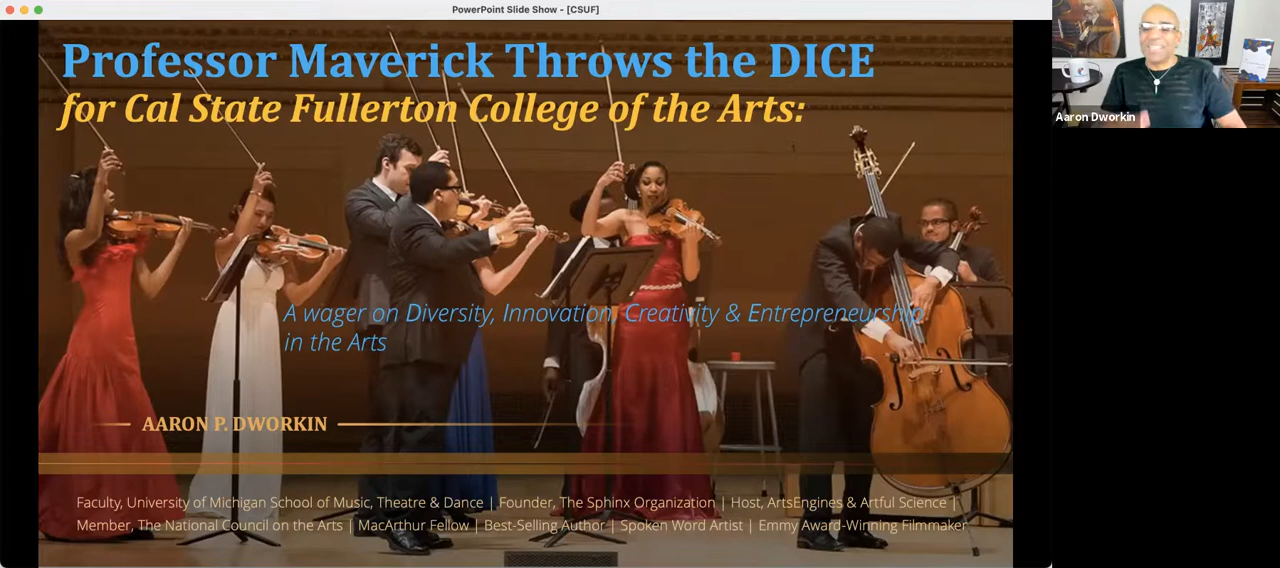 PowerPoint Slide Show - [CSUF]
Professor Maverick Throws the DICE
for Cal State Fullerton College of the Arts:
A wager on Diversity, Innovation, Creativity & Entrepreneurship
in the Arts
AARON P. DWORKIN
Faculty, University of Michigan School of Music, Theatre & Dance | Founder, The Sphinx Organization | Host, ArtsEngines & Artful Science |
Member, The National Council on the Arts | MacArthur Fellow | Best-Selling Author | Spoken Word Artist | Emmy Award-Winning Filmmaker
Aaron Dworkin